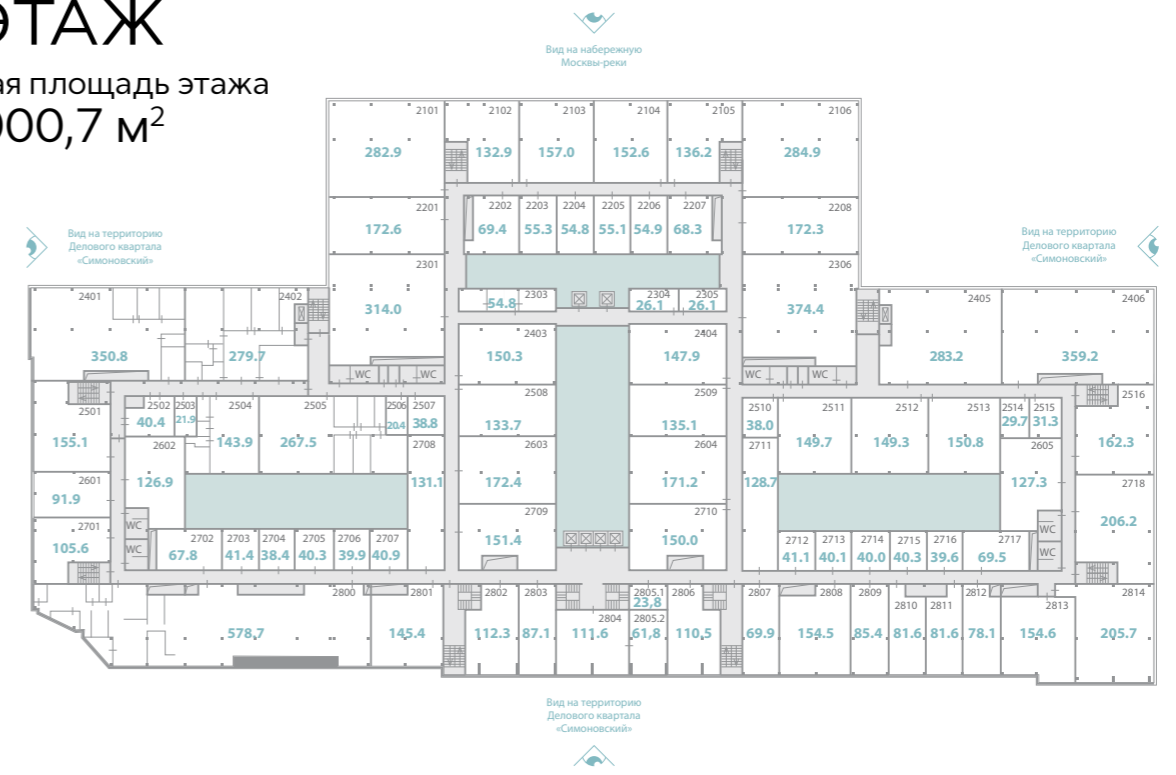 ЭТАЖ
ая площадь этажа
000,7 м²
Вид на набережную
Москвы-реки
Вид на территорию
Делового квартала
«Симоновский»
Вид на территорию
Делового квартала
«Симоновский»
2101 2102 2103 2104 2105 2106
282.9 132.9 157.0 152.6 136.2 284.9
2201 2202 2203 2204 2205 2206 2207 2208
172.6 69.4 55.3 54.8 55.1 54.9 68.3 172.3
2301 2303 2304 2305 2306
314.0 54.8 26.1 26.1 374.4
2401 2402 2403 2404 2405 2406
350.8 279.7 150.3 147.9 283.2 359.2
WC WC WC WC
2501 2502 2503 2504 2505 2506 2507 2508 2509 2510 2511 2512 2513 2514 2515 2516
155.1 40.4 21.9 143.9 267.5 20.4 38.8 133.7 135.1 38.0 149.7 149.3 150.8 29.7 31.3 162.3
2601 2602 2708 2603 2604 2711 2605 2718
91.9 126.9 131.1 172.4 171.2 128.7 127.3 206.2
2701 WC 2709 2710 WC
105.6 WC 151.4 150.0 WC
2702 2703 2704 2705 2706 2707 2712 2713 2714 2715 2716 2717
67.8 41.4 38.4 40.3 39.9 40.9 41.1 40.1 40.0 40.3 39.6 69.5
2800 2801 2802 2803 2804 2805.1 2806 2807 2808 2809 2810 2811 2812 2813 2814
23,8
2805.2
578.7 145.4 112.3 87.1 111.6 61,8 110.5 69.9 154.5 85.4 81.6 81.6 78.1 154.6 205.7
Вид на территорию
Делового квартала
«Симоновский»